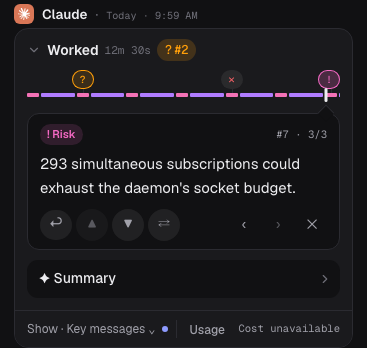 Claude · Today · 9:59 AM
Worked 12m 30s ? #2
? × !
! Risk #7 · 3/3
293 simultaneous subscriptions could
exhaust the daemon's socket budget.
Summary
Show · Key messages Usage Cost unavailable